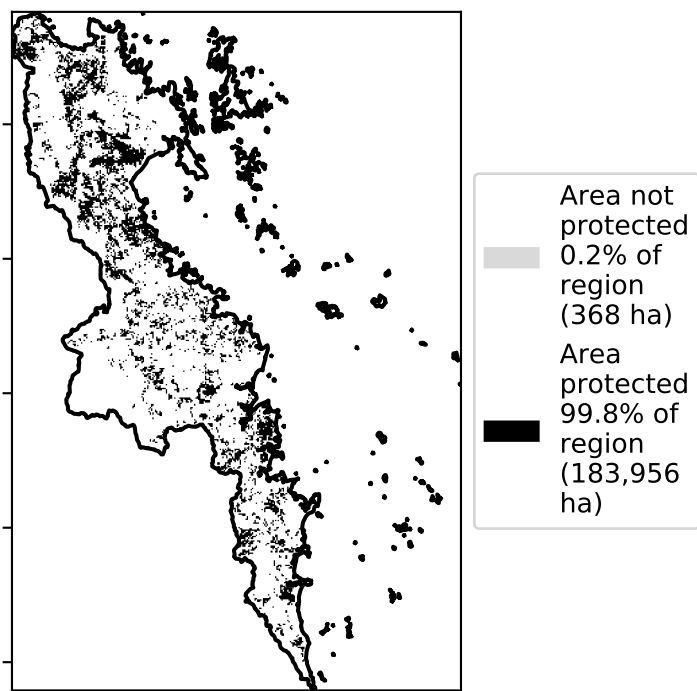 Area not
protected
0.2% of
region
(368 ha)
Area
protected
99.8% of
region
(183,956
ha)